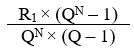 R₁ × (Qᴺ – 1)
Qᴺ × (Q – 1)